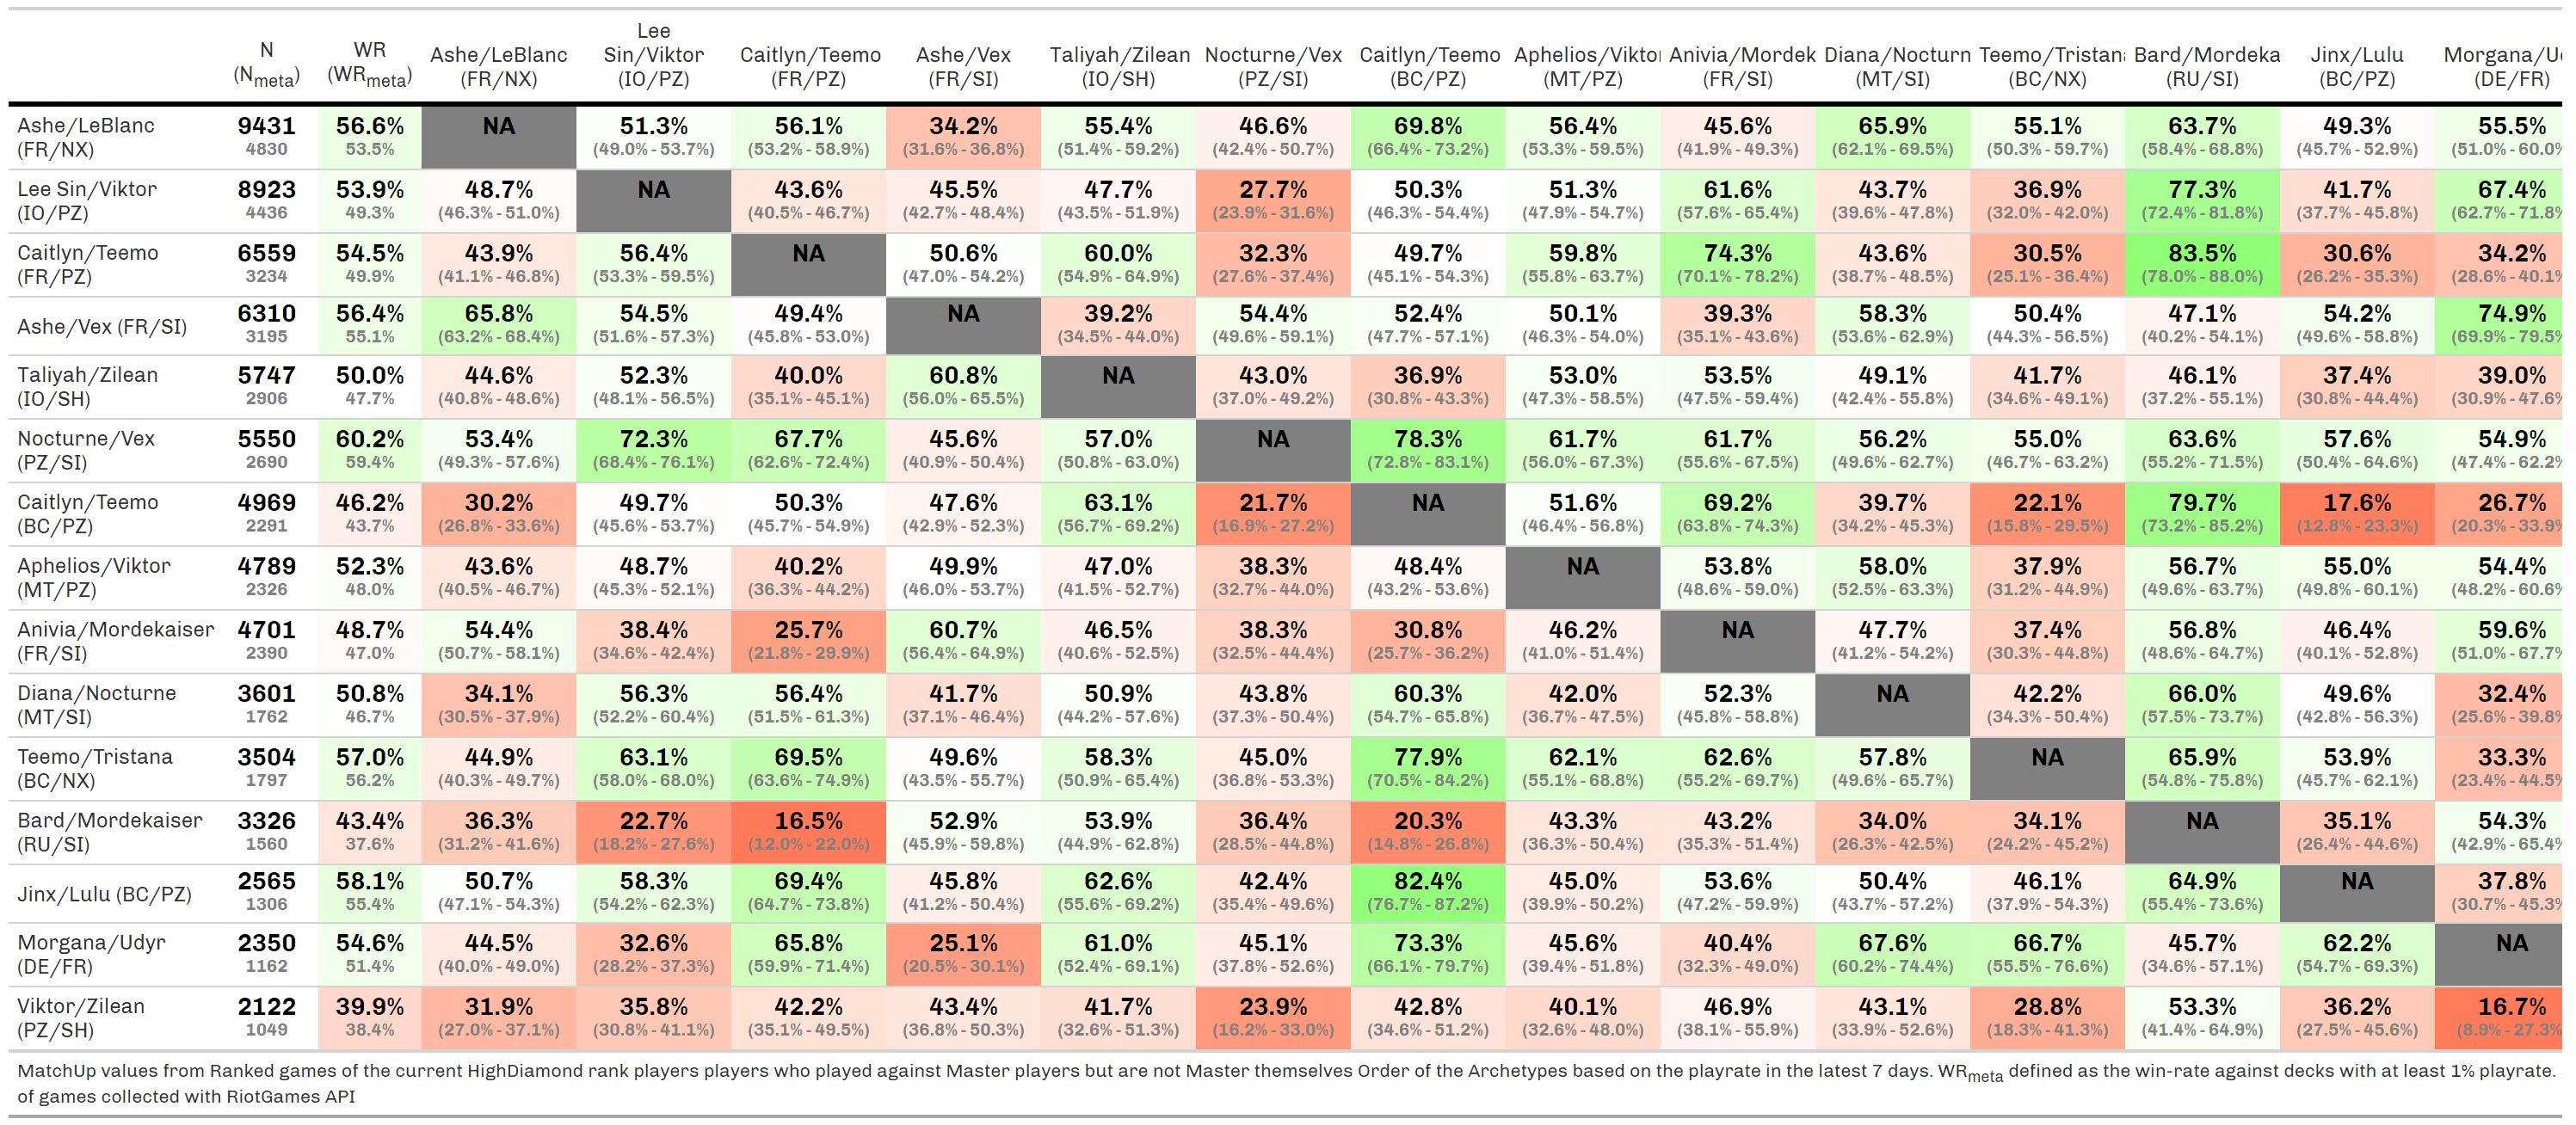 N WR Ashe/LeBlanc Lee Sin/Viktor Caitlyn/Teemo Ashe/Vex Taliyah/Zilean Nocturne/Vex Caitlyn/Teemo Aphelios/Viktor Anivia/Mordek Diana/Nocturn Teemo/Tristan Bard/Mordeka Jinx/Lulu Morgana/Ud
(Nmeta) (WRmeta) (FR/NX) (IO/PZ) (FR/PZ) (FR/SI) (IO/SH) (PZ/SI) (BC/PZ) (MT/PZ) (FR/SI) (MT/SI) (BC/NX) (RU/SI) (BC/PZ) (DE/FR)
Ashe/LeBlanc 9431 56.6% NA 51.3% 56.1% 34.2% 55.4% 46.6% 69.8% 56.4% 45.6% 65.9% 55.1% 63.7% 49.3% 55.5%
(FR/NX) 4830 53.5% (49.0% - 53.7%) (53.2% - 58.9%) (31.6% - 36.8%) (51.4% - 59.2%) (42.4% - 50.7%) (66.4% - 73.2%) (53.3% - 59.5%) (41.9% - 49.3%) (62.1% - 69.5%) (50.3% - 59.7%) (58.4% - 68.8%) (45.7% - 52.9%) (51.0% - 60.0%
Lee Sin/Viktor 8923 53.9% 48.7% NA 43.6% 45.5% 47.7% 27.7% 50.3% 51.3% 61.6% 43.7% 36.9% 77.3% 41.7% 67.4%
(IO/PZ) 4436 49.3% (46.3% - 51.0%) (40.5% - 46.7%) (42.7% - 48.4%) (43.5% - 51.9%) (23.9% - 31.6%) (46.3% - 54.4%) (47.9% - 54.7%) (57.6% - 65.4%) (39.6% - 47.8%) (32.0% - 42.0%) (72.4% - 81.8%) (37.7% - 45.8%) (62.7% - 71.8%
Caitlyn/Teemo 6559 54.5% 43.9% 56.4% NA 50.6% 60.0% 32.3% 49.7% 59.8% 74.3% 43.6% 30.5% 83.5% 30.6% 34.2%
(FR/PZ) 3234 49.9% (41.1% - 46.8%) (53.3% - 59.5%) (47.0% - 54.2%) (54.9% - 64.9%) (27.6% - 37.4%) (45.1% - 54.3%) (55.8% - 63.7%) (70.1% - 78.2%) (38.7% - 48.5%) (25.1% - 36.4%) (78.0% - 88.0%) (26.2% - 35.3%) (28.6% - 40.1%
Ashe/Vex (FR/SI) 6310 56.4% 65.8% 54.5% 49.4% NA 39.2% 54.4% 52.4% 50.1% 39.3% 58.3% 50.4% 47.1% 54.2% 74.9%
3195 55.1% (63.2% - 68.4%) (51.6% - 57.3%) (45.8% - 53.0%) (34.5% - 44.0%) (49.6% - 59.1%) (47.7% - 57.1%) (46.3% - 54.0%) (35.1% - 43.6%) (53.6% - 62.9%) (44.3% - 56.5%) (40.2% - 54.1%) (49.6% - 58.8%) (69.9% - 79.5%
Taliyah/Zilean 5747 50.0% 44.6% 52.3% 40.0% 60.8% NA 43.0% 36.9% 53.0% 53.5% 49.1% 41.7% 46.1% 37.4% 39.0%
(IO/SH) 2906 47.7% (40.8% - 48.6%) (48.1% - 56.5%) (35.1% - 45.1%) (56.0% - 65.5%) (37.0% - 49.2%) (30.8% - 43.3%) (47.3% - 58.5%) (47.5% - 59.4%) (42.4% - 55.8%) (34.6% - 49.1%) (37.2% - 55.1%) (30.8% - 44.4%) (30.9% - 47.6%
Nocturne/Vex 5550 60.2% 53.4% 72.3% 67.7% 45.6% 57.0% NA 78.3% 61.7% 61.7% 56.2% 55.0% 63.6% 57.6% 54.9%
(PZ/SI) 2690 59.4% (49.3% - 57.6%) (68.4% - 76.1%) (62.6% - 72.4%) (40.9% - 50.4%) (50.8% - 63.0%) (72.8% - 83.1%) (56.0% - 67.3%) (55.6% - 67.5%) (49.6% - 62.7%) (46.7% - 63.2%) (55.2% - 71.5%) (50.4% - 64.6%) (47.4% - 62.2%
Caitlyn/Teemo 4969 46.2% 30.2% 49.7% 50.3% 47.6% 63.1% 21.7% NA 51.6% 69.2% 39.7% 22.1% 79.7% 17.6% 26.7%
(BC/PZ) 2291 43.7% (26.8% - 33.6%) (45.6% - 53.7%) (45.7% - 54.9%) (42.9% - 52.3%) (56.7% - 69.2%) (16.9% - 27.2%) (46.4% - 56.8%) (63.8% - 74.3%) (34.2% - 45.3%) (15.8% - 29.5%) (73.2% - 85.2%) (12.8% - 23.3%) (20.3% - 33.9%
Aphelios/Viktor 4789 52.3% 43.6% 48.7% 40.2% 49.9% 47.0% 38.3% 48.4% NA 53.8% 58.0% 37.9% 56.7% 55.0% 54.4%
(MT/PZ) 2326 48.0% (40.5% - 46.7%) (45.3% - 52.1%) (36.3% - 44.2%) (46.0% - 53.7%) (41.5% - 52.7%) (32.7% - 44.0%) (43.2% - 53.6%) (48.6% - 59.0%) (52.5% - 63.3%) (31.2% - 44.9%) (49.6% - 63.7%) (49.8% - 60.1%) (48.2% - 60.6%
Anivia/Mordekaiser 4701 48.7% 54.4% 38.4% 25.7% 60.7% 46.5% 38.3% 30.8% 46.2% NA 47.7% 37.4% 56.8% 46.4% 59.6%
(FR/SI) 2390 47.0% (50.7% - 58.1%) (34.6% - 42.4%) (21.8% - 29.9%) (56.4% - 64.9%) (40.6% - 52.5%) (32.5% - 44.4%) (25.7% - 36.2%) (41.0% - 51.4%) (41.2% - 54.2%) (30.3% - 44.8%) (48.6% - 64.7%) (40.1% - 52.8%) (51.0% - 67.7%
Diana/Nocturne 3601 50.8% 34.1% 56.3% 56.4% 41.7% 50.9% 43.8% 60.3% 42.0% 52.3% NA 42.2% 66.0% 49.6% 32.4%
(MT/SI) 1762 46.7% (30.5% - 37.9%) (52.2% - 60.4%) (51.5% - 61.3%) (37.1% - 46.4%) (44.2% - 57.6%) (37.3% - 50.4%) (54.7% - 65.8%) (36.7% - 47.5%) (45.8% - 58.8%) (34.3% - 50.4%) (57.5% - 73.7%) (42.8% - 56.3%) (25.6% - 39.8%
Teemo/Tristana 3504 57.0% 44.9% 63.1% 69.5% 49.6% 58.3% 45.0% 77.9% 62.1% 62.6% 57.8% NA 65.9% 53.9% 33.3%
(BC/NX) 1797 56.2% (40.3% - 49.7%) (58.0% - 68.0%) (63.6% - 74.9%) (43.5% - 55.7%) (50.9% - 65.4%) (36.8% - 53.3%) (70.5% - 84.2%) (55.1% - 68.8%) (55.2% - 69.7%) (49.6% - 65.7%) (54.8% - 75.8%) (45.7% - 62.1%) (23.4% - 44.5%
Bard/Mordekaiser 3326 43.4% 36.3% 22.7% 16.5% 52.9% 53.9% 36.4% 20.3% 43.3% 43.2% 34.0% 34.1% NA 35.1% 54.3%
(RU/SI) 1560 37.6% (31.2% - 41.6%) (18.2% - 27.6%) (12.0% - 22.0%) (45.9% - 59.8%) (44.9% - 62.8%) (28.5% - 44.8%) (14.8% - 26.8%) (36.3% - 50.4%) (35.3% - 51.4%) (26.3% - 42.5%) (24.2% - 45.2%) (26.4% - 44.6%) (42.9% - 65.4%
Jinx/Lulu (BC/PZ) 2565 58.1% 50.7% 58.3% 69.4% 45.8% 62.6% 42.4% 82.4% 45.0% 53.6% 50.4% 46.1% 64.9% NA 37.8%
1306 55.4% (47.1% - 54.3%) (54.2% - 62.3%) (64.7% - 73.8%) (41.2% - 50.4%) (55.6% - 69.2%) (35.4% - 49.6%) (76.7% - 87.2%) (39.9% - 50.2%) (47.2% - 59.9%) (43.7% - 57.2%) (37.9% - 54.3%) (55.4% - 73.6%) (30.7% - 45.3%
Morgana/Udyr 2350 54.6% 44.5% 32.6% 65.8% 25.1% 61.0% 45.1% 73.3% 45.6% 40.4% 67.6% 66.7% 45.7% 62.2% NA
(DE/FR) 1162 51.4% (40.0% - 49.0%) (28.2% - 37.3%) (59.9% - 71.4%) (20.5% - 30.1%) (52.4% - 69.1%) (37.8% - 52.6%) (66.1% - 79.7%) (39.4% - 51.8%) (32.3% - 49.0%) (60.2% - 74.4%) (55.5% - 76.6%) (34.6% - 57.1%) (54.7% - 69.3%)
Viktor/Zilean 2122 39.9% 31.9% 35.8% 42.2% 43.4% 41.7% 23.9% 42.8% 40.1% 46.9% 43.1% 28.8% 53.3% 36.2% 16.7%
(PZ/SH) 1049 38.4% (27.0% - 37.1%) (30.8% - 41.1%) (35.1% - 49.5%) (36.8% - 50.3%) (32.6% - 51.3%) (16.2% - 33.0%) (34.6% - 51.2%) (32.6% - 48.0%) (38.1% - 55.9%) (33.9% - 52.6%) (18.3% - 41.3%) (41.4% - 64.9%) (27.5% - 45.6%) (8.9% - 27.3%
MatchUp values from Ranked games of the current HighDiamond rank players players who played against Master players but are not Master themselves Order of the Archetypes based on the playrate in the latest 7 days. WRmeta defined as the win-rate against decks with at least 1% playrate.
of games collected with RiotGames API